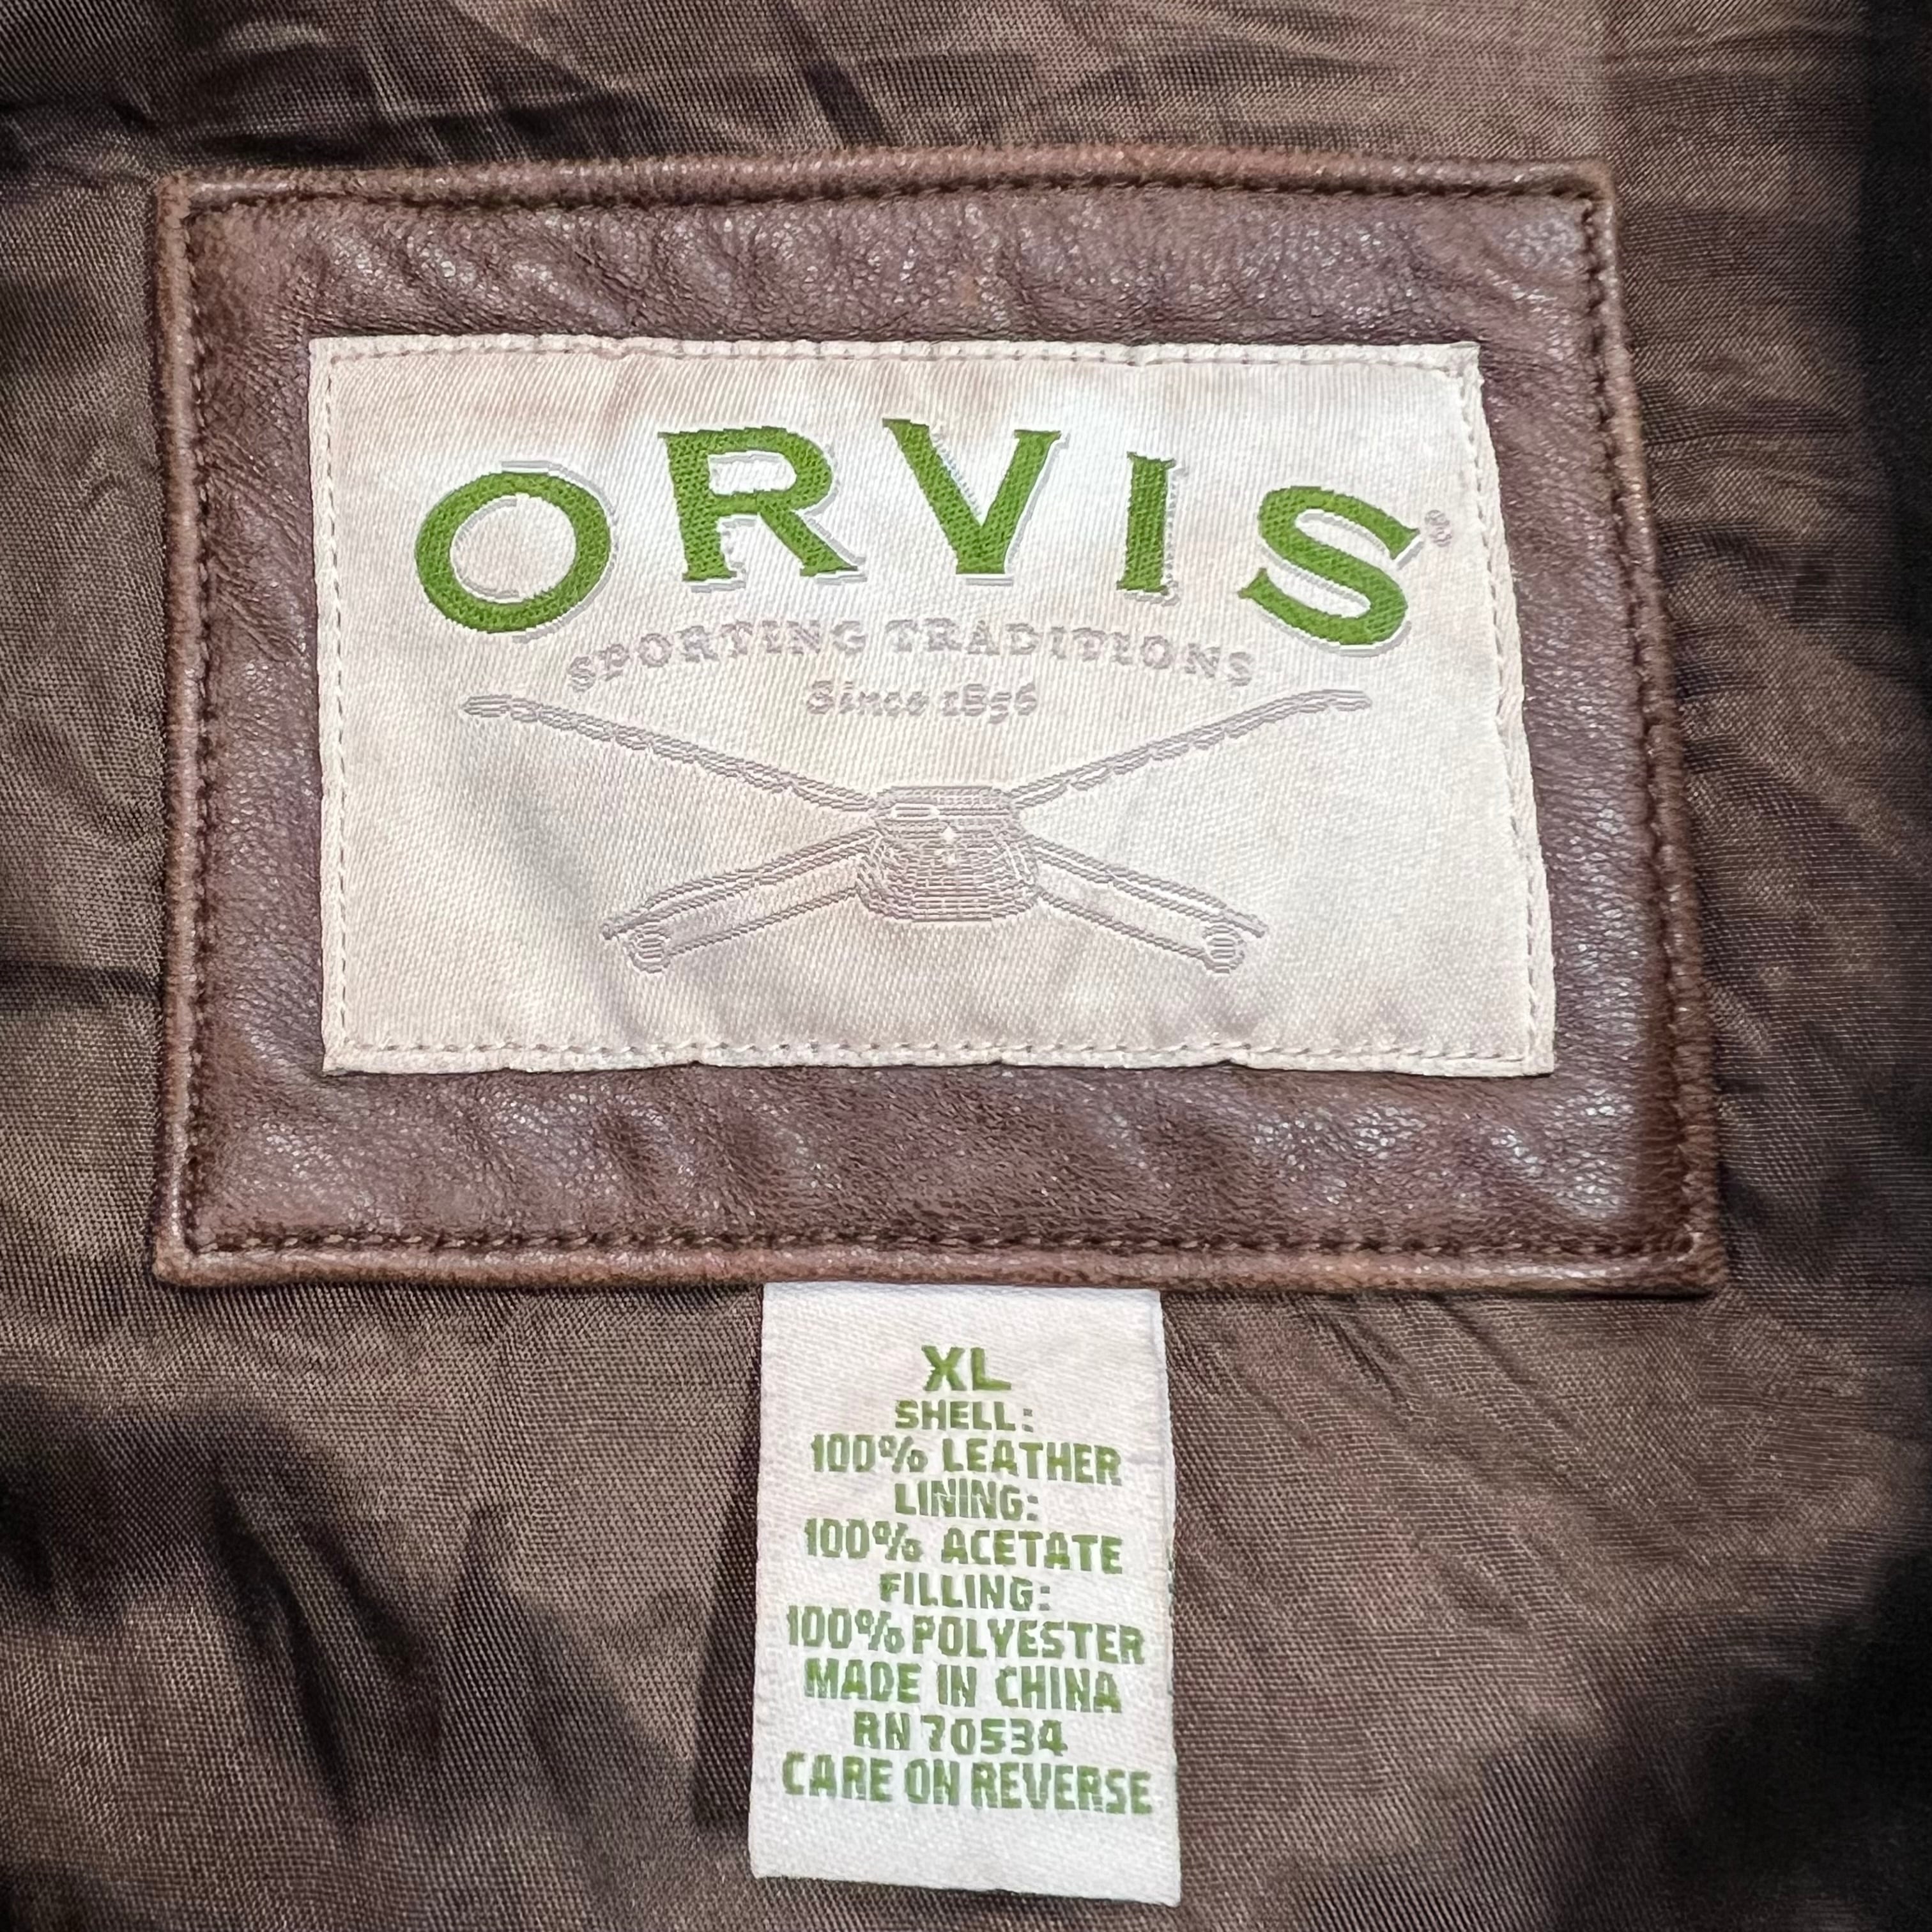 ORVIS®
SPORTING TRADITIONS
Since 1856
XL
SHELL:
100% LEATHER
LINING:
100% ACETATE
FILLING:
100% POLYESTER
MADE IN CHINA
RN 70534
CARE ON REVERSE